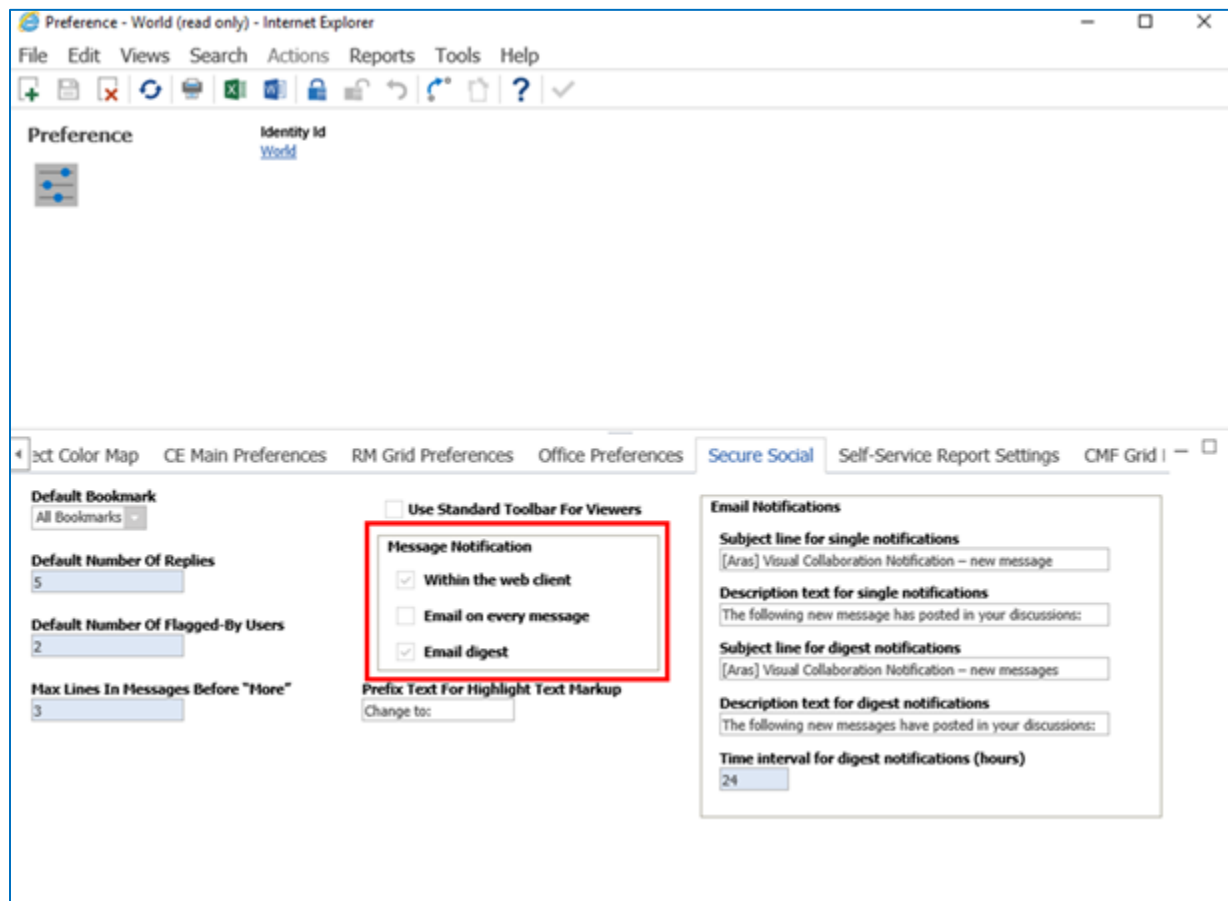 Preference - World (read only) - Internet Explorer
File Edit Views Search Actions Reports Tools Help
Preference
Identity Id
World
ect Color Map CE Main Preferences RM Grid Preferences Office Preferences Secure Social Self-Service Report Settings CMF Grid
Default Bookmark
All Bookmarks
Default Number Of Replies
5
Default Number Of Flagged-By Users
2
Max Lines In Messages Before "More"
3
Use Standard Toolbar For Viewers
Message Notification
Within the web client
Email on every message
Email digest
Prefix Text For Highlight Text Markup
Change to:
Email Notifications
Subject line for single notifications
[Aras] Visual Collaboration Notification – new message
Description text for single notifications
The following new message has posted in your discussions:
Subject line for digest notifications
[Aras] Visual Collaboration Notification – new messages
Description text for digest notifications
The following new messages have posted in your discussions:
Time interval for digest notifications (hours)
24